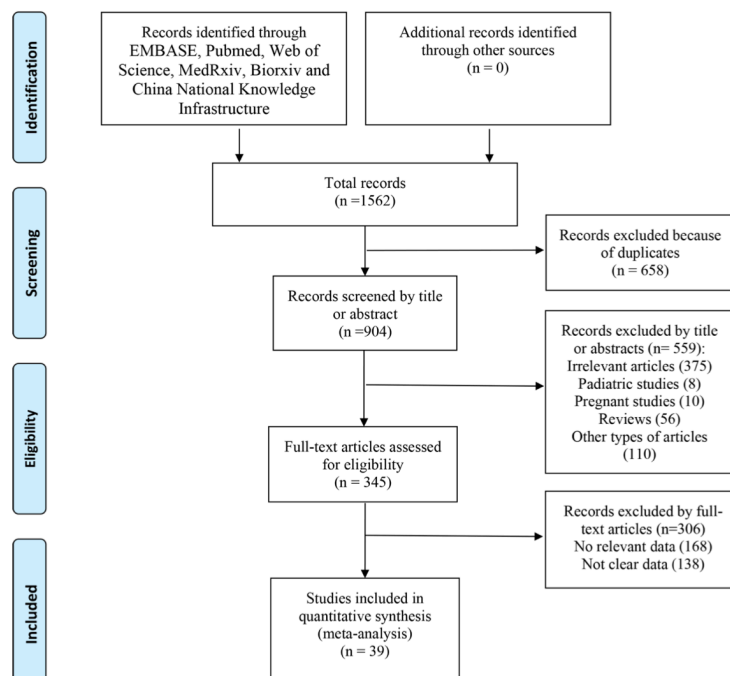 Identification
Records identified through
EMBASE, Pubmed, Web of
Science, MedRxiv, Biorxiv and
China National Knowledge
Infrastructure
Additional records identified
through other sources
(n = 0)
Total records
(n =1562)
Screening
Records excluded because
of duplicates
(n = 658)
Records screened by title
or abstract
(n =904)
Records excluded by title
or abstracts (n= 559):
Irrelevant articles (375)
Padiatric studies (8)
Pregnant studies (10)
Reviews (56)
Other types of articles
(110)
Eligibility
Full-text articles assessed
for eligibility
(n = 345)
Records excluded by full-
text articles (n=306)
No relevant data (168)
Not clear data (138)
Included
Studies included in
quantitative synthesis
(meta-analysis)
(n = 39)